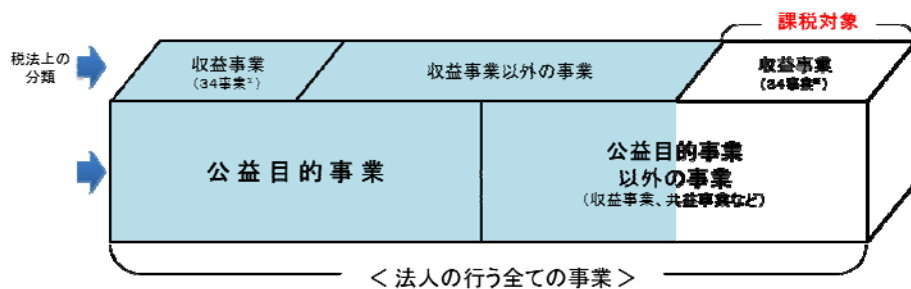 課税対象
税法上の
分類
収益事業
(34事業※)
収益事業以外の事業
収益事業
(34事業※)
公益目的事業
公益目的事業
以外の事業
(収益事業、共益事業など)
＜法人の行う全ての事業＞